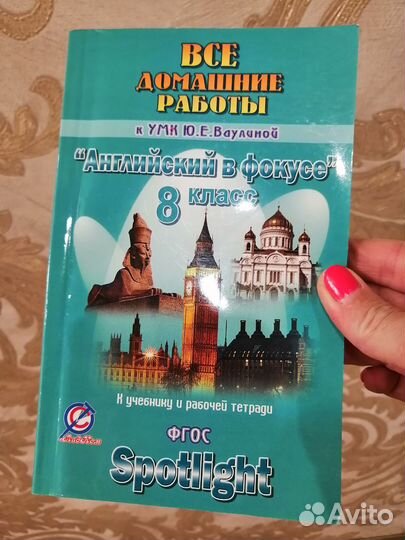 ВСЕ
ДОМАШНИЕ
РАБОТЫ
к УМК Ю.Е.Ваулиной
"Английский в фокусе"
8 класс
К учебнику и рабочей тетради
ФГОС
Spotlight
Avito